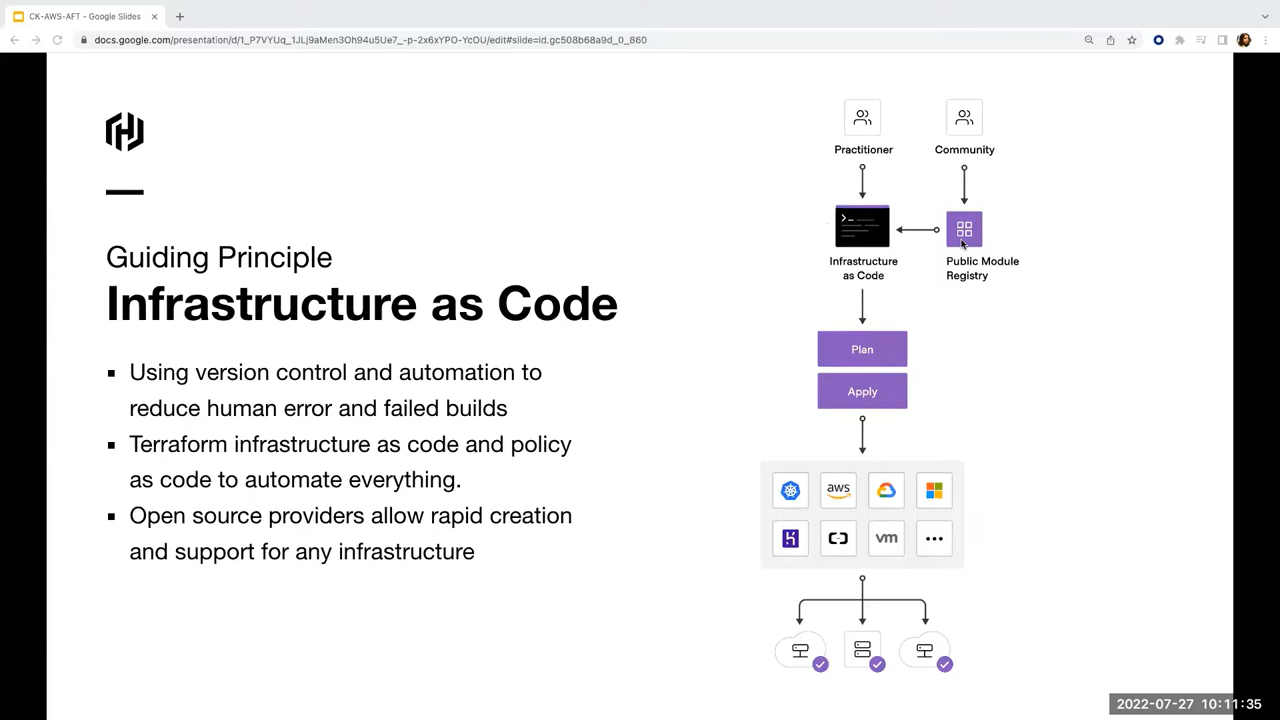 CK-AWS-AFT - Google Slides
docs.google.com/presentation/d/1_P7VYUq_1JLj9aMen3Oh94u5Ue7_-p-2x6xYPo-YcOU/edit#slide=id.gc508b68a9d_0_860
Guiding Principle
Infrastructure as Code
▪ Using version control and automation to
reduce human error and failed builds
▪ Terraform infrastructure as code and policy
as code to automate everything.
▪ Open source providers allow rapid creation
and support for any infrastructure
Practitioner
Community
Infrastructure
as Code
Public Module
Registry
Plan
Apply
aws
vm
2022-07-27 10:11:35